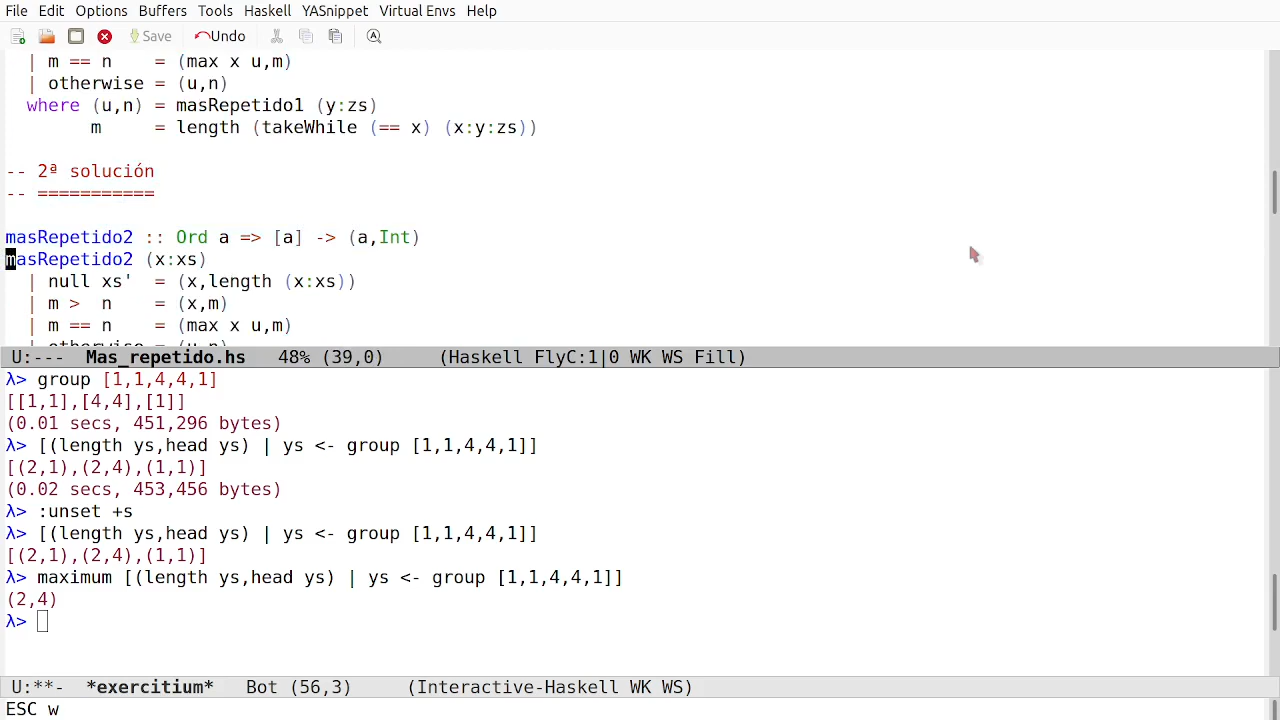 File Edit Options Buffers Tools Haskell YASnippet Virtual Envs Help
Save Undo
| m == n    = (max x u,m)
| otherwise = (u,n)
where (u,n) = masRepetido1 (y:zs)
m     = length (takeWhile (== x) (x:y:zs))
-- 2ª solución
-- ===========
masRepetido2 :: Ord a => [a] -> (a,Int)
masRepetido2 (x:xs)
| null xs'  = (x,length (x:xs))
| m >  n    = (x,m)
| m == n    = (max x u,m)
| otherwise = (u,n)
U:---  Mas_repetido.hs   48% (39,0)     (Haskell FlyC:1|0 WK WS Fill)
λ> group [1,1,4,4,1]
[[1,1],[4,4],[1]]
(0.01 secs, 451,296 bytes)
λ> [(length ys,head ys) | ys <- group [1,1,4,4,1]]
[(2,1),(2,4),(1,1)]
(0.02 secs, 453,456 bytes)
λ> :unset +s
λ> [(length ys,head ys) | ys <- group [1,1,4,4,1]]
[(2,1),(2,4),(1,1)]
λ> maximum [(length ys,head ys) | ys <- group [1,1,4,4,1]]
(2,4)
λ>
U:**-  *exercitium*   Bot (56,3)     (Interactive-Haskell WK WS)
ESC w